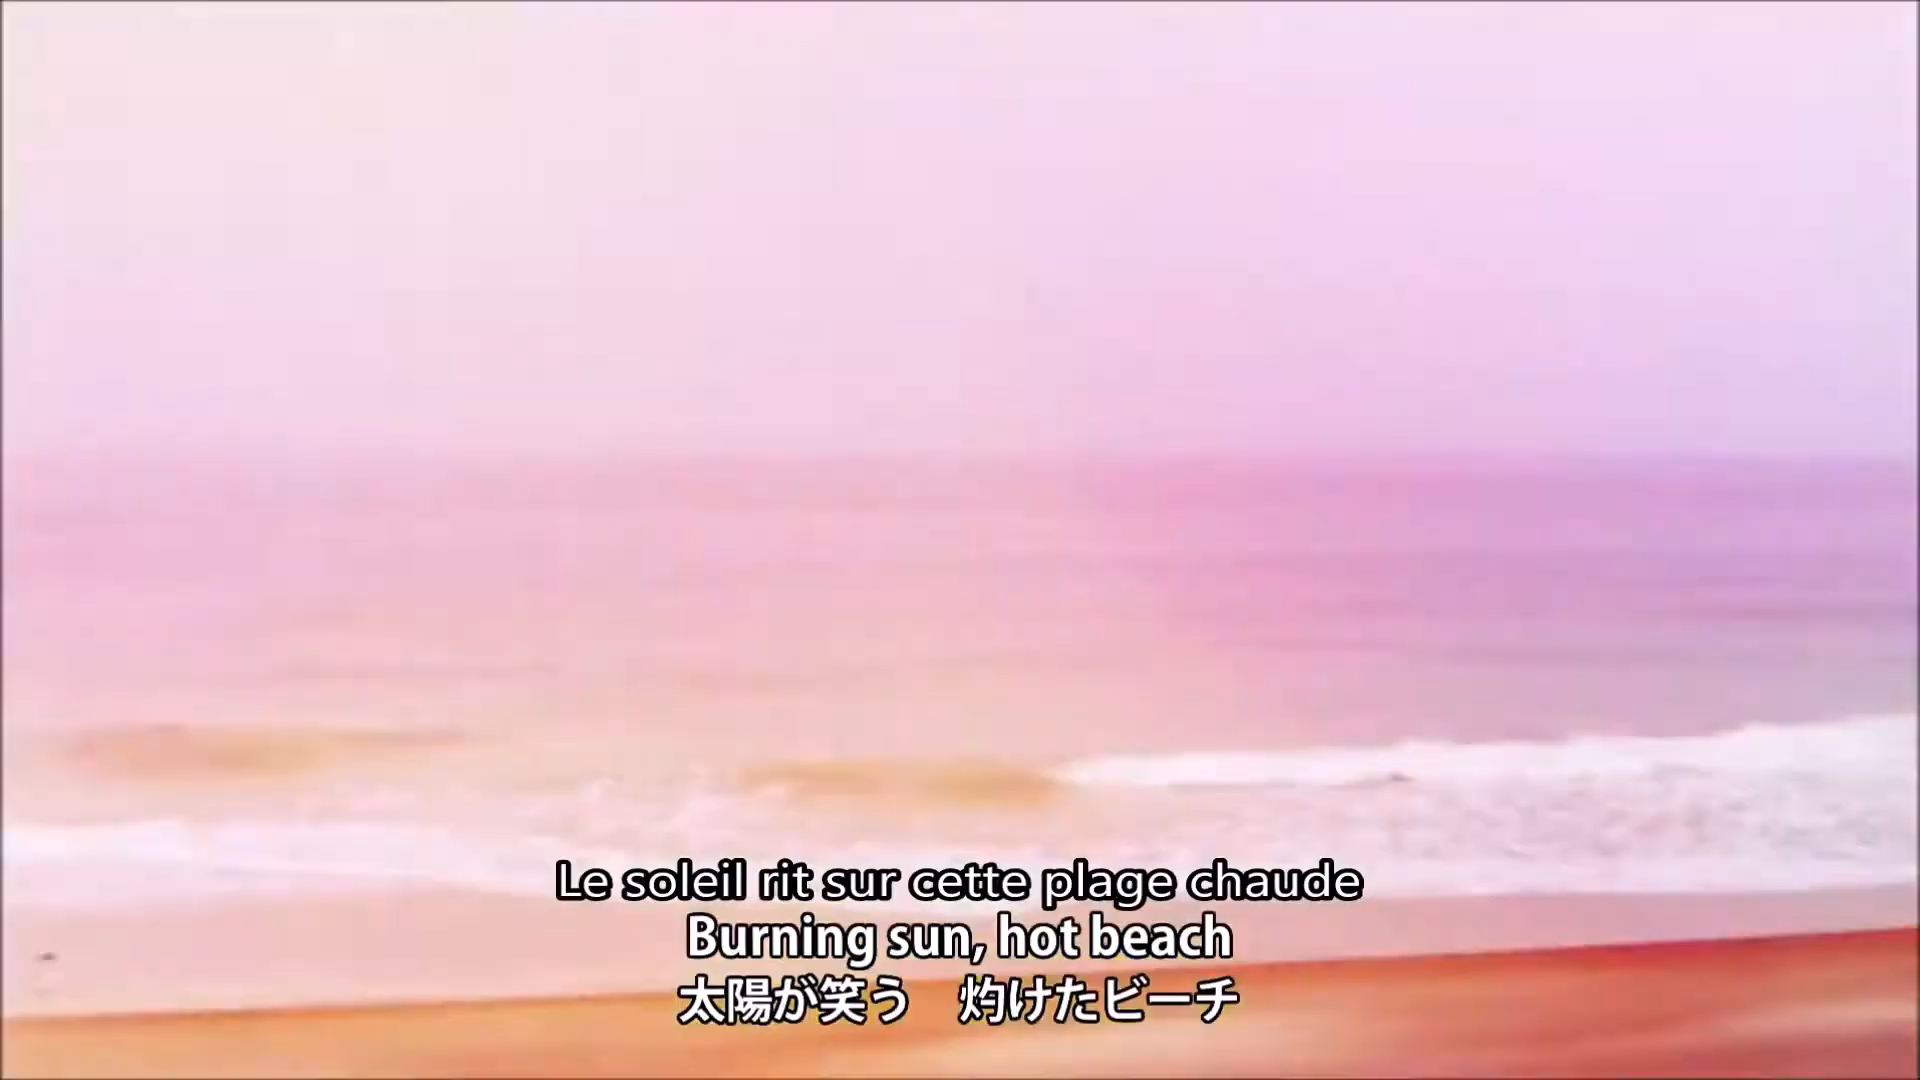 Le soleil rit sur cette plage chaude
Burning sun, hot beach
太陽が笑う　灼けたビーチ